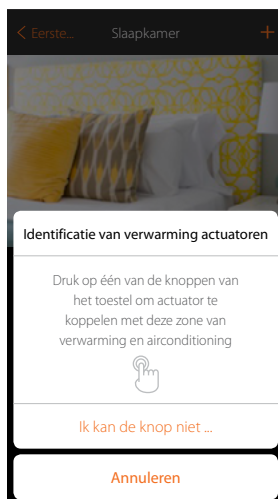 Eerste... Slaapkamer +
Identificatie van verwarming actuatoren
Druk op één van de knoppen van
het toestel om actuator te
koppelen met deze zone van
verwarming en airconditioning
Ik kan de knop niet ...
Annuleren